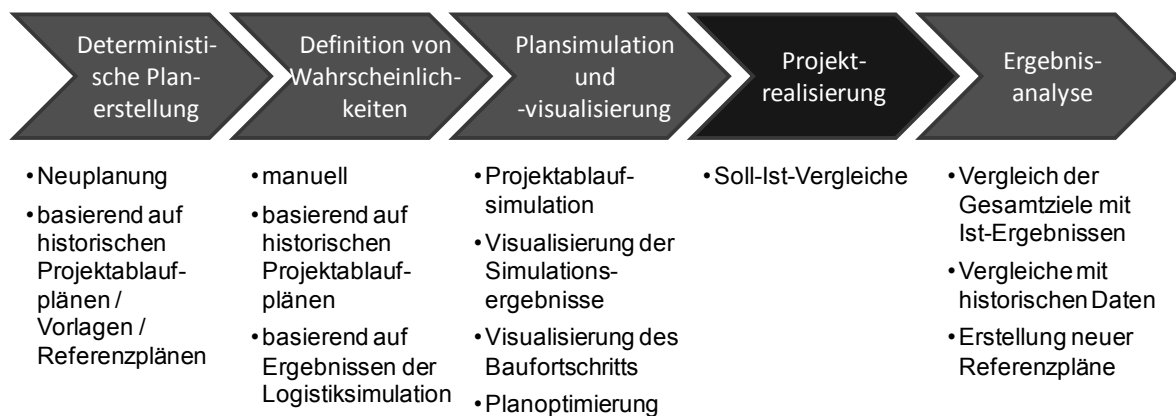 Deterministi-
sche Plan-
erstellung
Definition von
Wahrscheinlich-
keiten
Plansimulation
und
-visualisierung
Projekt-
realisierung
Ergebnis-
analyse
•Neuplanung
•basierend auf
historischen
Projektablauf-
plänen /
Vorlagen /
Referenzplänen
•manuell
•basierend auf
historischen
Projektablauf-
plänen
•basierend auf
Ergebnissen der
Logistiksimulation
•Projektablauf-
simulation
•Visualisierung der
Simulations-
ergebnisse
•Visualisierung des
Baufortschritts
•Planoptimierung
•Soll-Ist-Vergleiche
•Vergleich der
Gesamtziele mit
Ist-Ergebnissen
•Vergleiche mit
historischen Daten
•Erstellung neuer
Referenzpläne